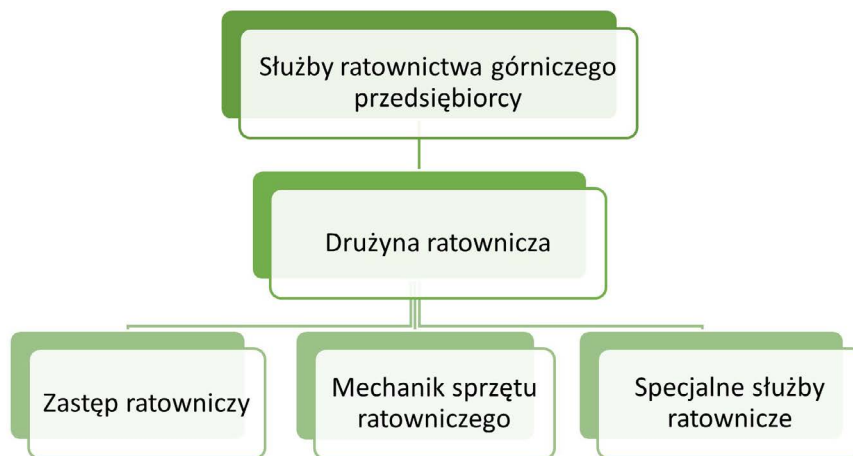 Służby ratownictwa górniczego
przedsiębiorcy
Drużyna ratownicza
Zastęp ratowniczy
Mechanik sprzętu
ratowniczego
Specjalne służby
ratownicze